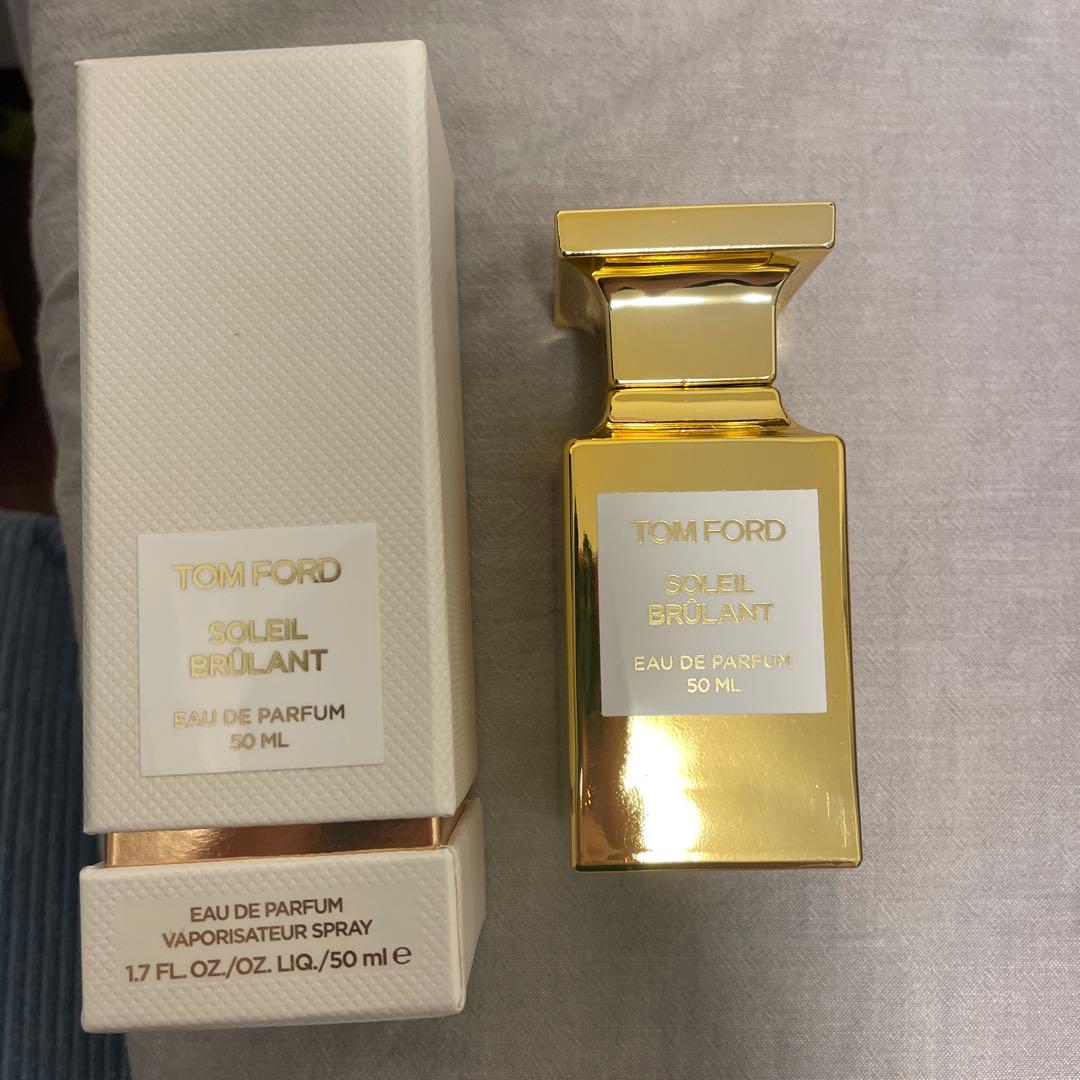 TOM FORD
SOLEIL
BRÛLANT
EAU DE PARFUM
50 ML
EAU DE PARFUM
VAPORISATEUR SPRAY
1.7 FL. OZ./OZ. LIQ./50 ml ℮
TOM FORD
SOLEIL
BRÛLANT
EAU DE PARFUM
50 ML